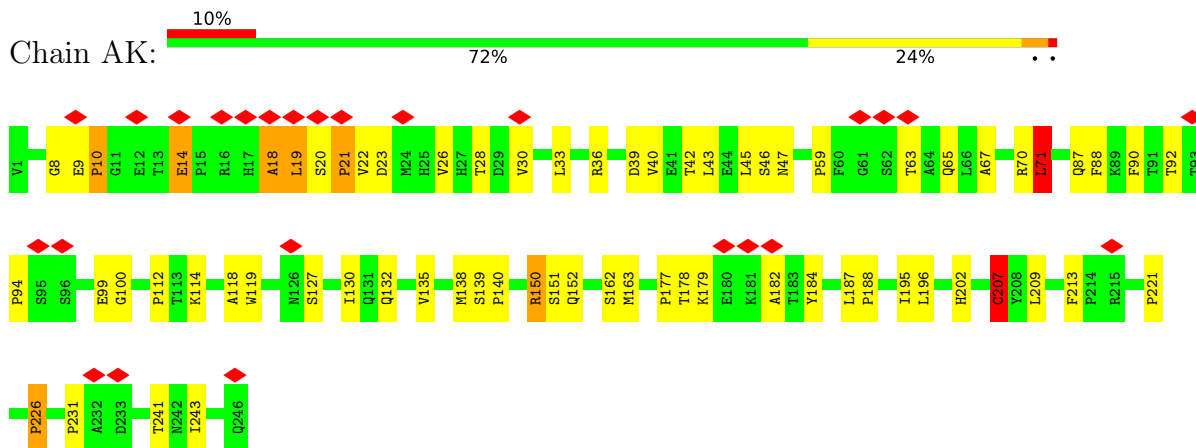 10%
Chain AK:
72% 24% • •
V1 G8 E9 P10 G11 E12 T13 E14 P15 R16 H17 A18 L19 S20 P21 V22 D23 M24 H25 V26 H27 T28 D29 V30 L33 R36 D39 V40 E41 T42 L43 E44 L45 S46 N47 P59 F60 G61 S62 T63 A64 Q65 L66 A67 R70 L71 Q87 F88 K89 F90 T91 T92 T93
P94 S95 S96 E99 G100 P112 T113 K114 A118 W119 N126 S127 I130 Q131 Q132 V135 M138 S139 P140 R150 S151 Q152 S162 M163 P177 T178 K179 E180 K181 A182 T183 Y184 L187 P188 I195 L196 H202 C207 Y208 L209 F213 P214 R215 P221
P226 P231 A232 D233 T241 N242 I243 Q246